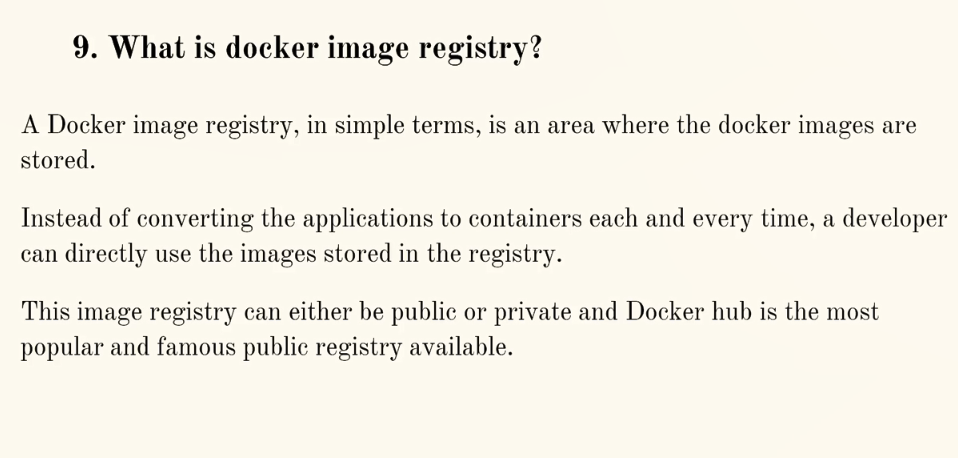 9. What is docker image registry?
A Docker image registry, in simple terms, is an area where the docker images are
stored.
Instead of converting the applications to containers each and every time, a developer
can directly use the images stored in the registry.
This image registry can either be public or private and Docker hub is the most
popular and famous public registry available.